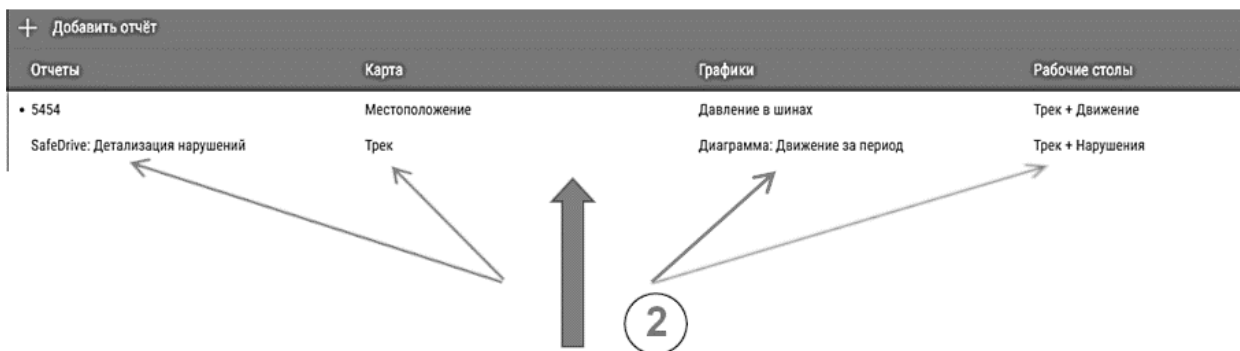 + Добавить отчёт
Отчеты Карта Графики Рабочие столы
• 5454 Местоположение Давление в шинах Трек + Движение
SafeDrive: Детализация нарушений Трек Диаграмма: Движение за период Трек + Нарушения
2